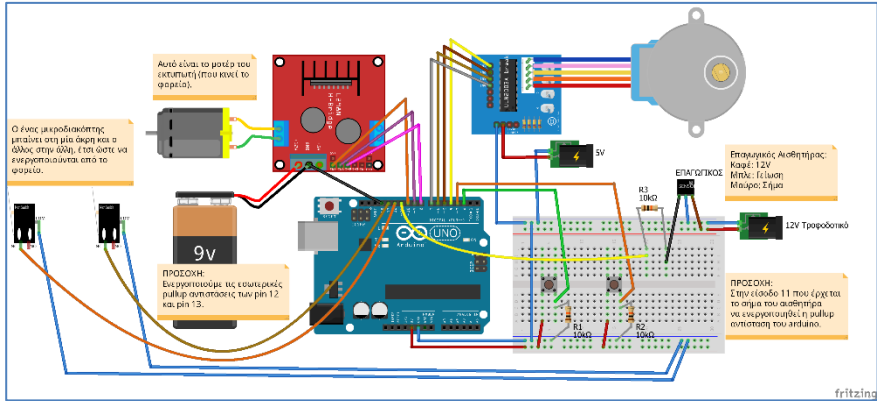 Αυτό είναι το μοτέρ του
εκτυπωτή (που κινεί το
φορείο).
Ο ένας μικροδιακόπτης
μπαίνει στη μία άκρη και ο
άλλος στην άλλη, έτσι ώστε να
ενεργοποιούνται από το
φορείο.
L298N
H-Bridge
9v
ΠΡΟΣΟΧΗ:
Ενεργοποιούμε τις εσωτερικές
pullup αντιστάσεις των pin 12
και pin 13.
Arduino
UNO
5V
ΕΠΑΓΩΓΙΚΟΣ
R3
10kΩ
Επαγωγικός Αισθητήρας:
Καφέ: 12V
Μπλε: Γείωση
Μαύρο: Σήμα
12V Τροφοδοτικό
ΠΡΟΣΟΧΗ:
Στην είσοδο 11 που έρχεται
το σήμα του αισθητήρα
να ενεργοποιηθεί η pullup
αντίσταση του arduino.
R1
10kΩ
R2
10kΩ
fritzing